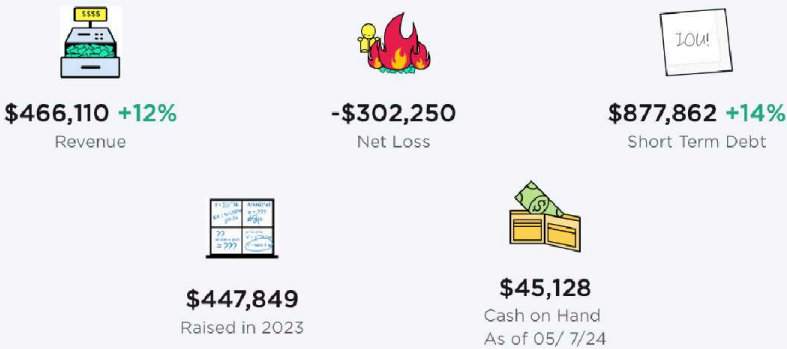 $$$$
IOU!
$466,110 +12%
Revenue
-$302,250
Net Loss
$877,862 +14%
Short Term Debt
$447,849
Raised in 2023
$45,128
Cash on Hand
As of 05/ 7/24